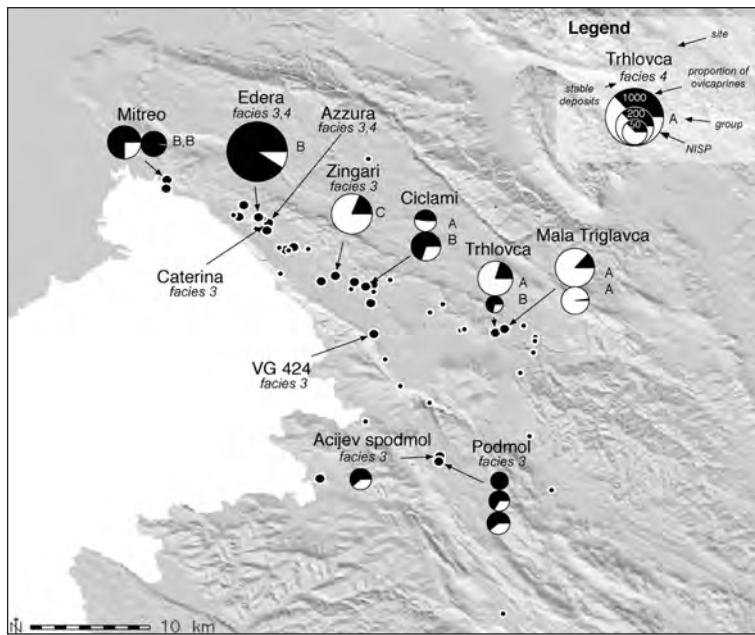 Legend
site
Trhlovca
facies 4
proportion of
ovicaprines
stable
deposits
1000
200
50
A
group
NISP
Mitreo
B,B
Edera
facies 3,4
B
Azzura
facies 3,4
Zingari
facies 3
C
Ciclami
A
B
Trhlovca
A
B
Mala Triglavca
A
A
Caterina
facies 3
VG 424
facies 3
Acijev spodmol
facies 3
Podmol
facies 3
N
10 km